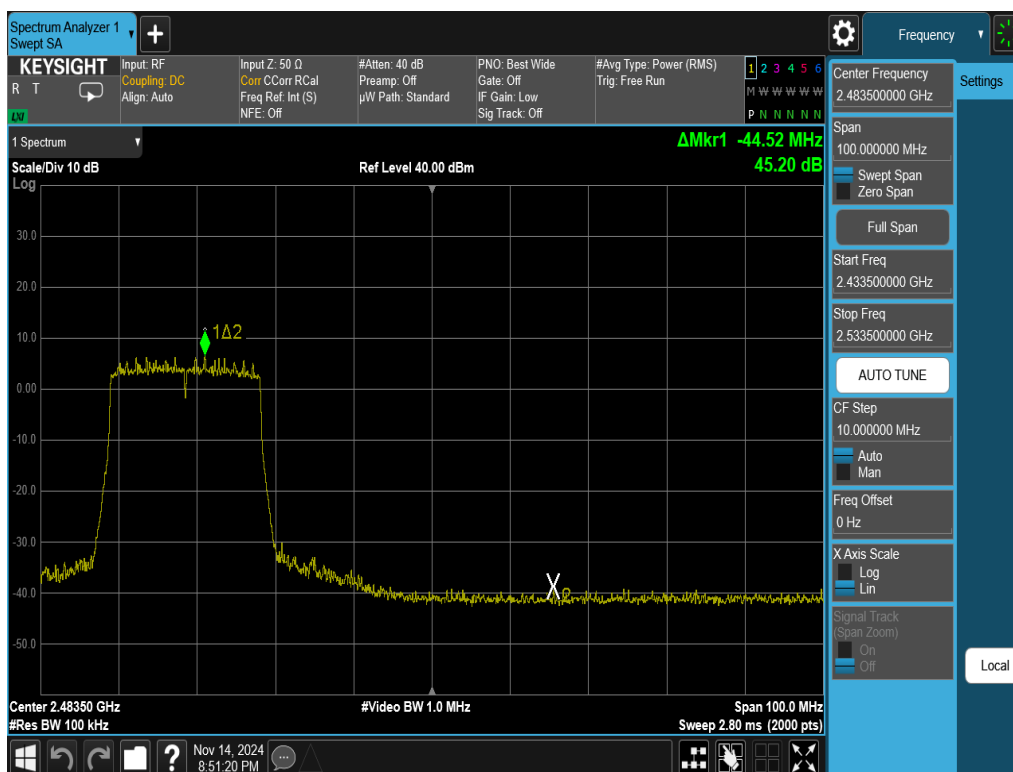 Spectrum Analyzer 1
Swept SA
+
Frequency
KEYSIGHT
R T
LXI
Input: RF
Coupling: DC
Align: Auto
Input Z: 50 Ω
Corr CCorr RCal
Freq Ref: Int (S)
NFE: Off
#Atten: 40 dB
Preamp: Off
µW Path: Standard
PNO: Best Wide
Gate: Off
IF Gain: Low
Sig Track: Off
#Avg Type: Power (RMS)
Trig: Free Run
1 2 3 4 5 6
M W W W W W
P N N N N N
1 Spectrum
Scale/Div 10 dB
Ref Level 40.00 dBm
ΔMkr1 -44.52 MHz
45.20 dB
Log
30.0
20.0
10.0
0.00
-10.0
-20.0
-30.0
-40.0
-50.0
1Δ2
X2
Center 2.48350 GHz
#Res BW 100 kHz
#Video BW 1.0 MHz
Span 100.0 MHz
Sweep 2.80 ms (2000 pts)
Nov 14, 2024
8:51:20 PM
?
Center Frequency
2.483500000 GHz
Span
100.000000 MHz
Swept Span
Zero Span
Full Span
Start Freq
2.433500000 GHz
Stop Freq
2.533500000 GHz
AUTO TUNE
CF Step
10.000000 MHz
Auto
Man
Freq Offset
0 Hz
X Axis Scale
Log
Lin
Signal Track
(Span Zoom)
On
Off
Settings
Local